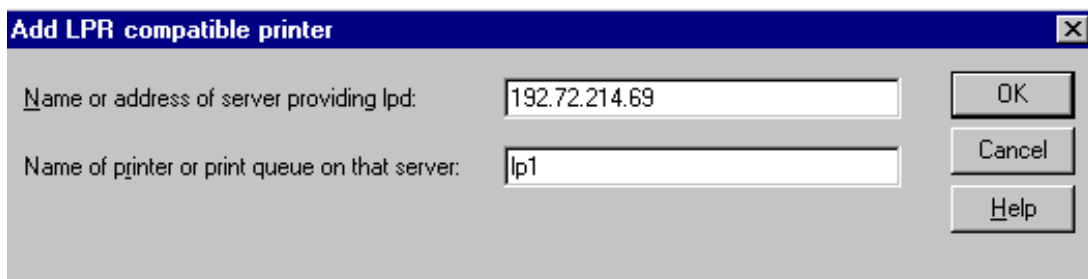 Add LPR compatible printer
Name or address of server providing lpd: 192.72.214.69 OK
Cancel
Name of printer or print queue on that server: lp1
Help